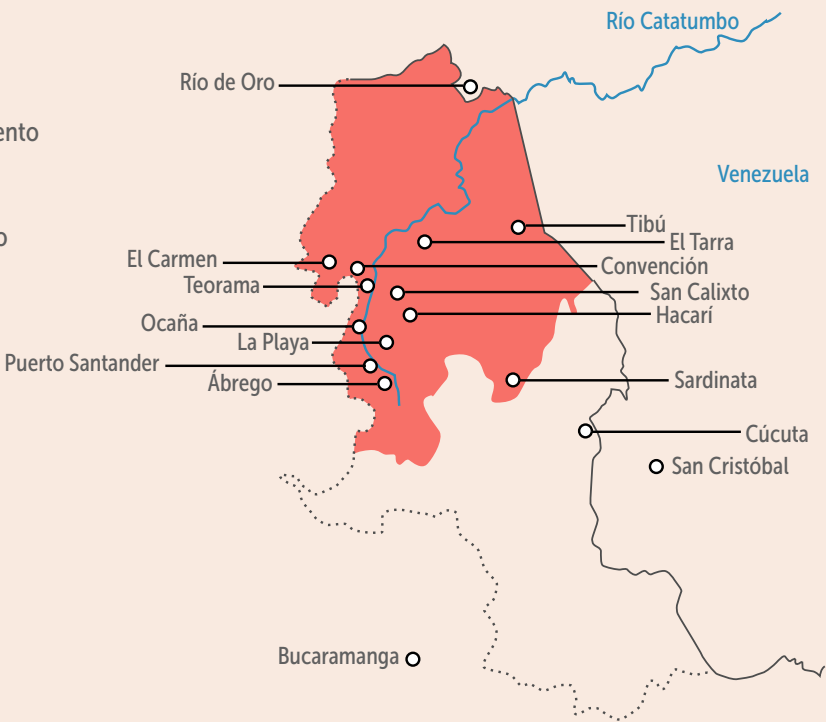 Río Catatumbo
Río de Oro
ento
Venezuela
Tibú
o
El Tarra
El Carmen
Convención
Teorama
San Calixto
Hacarí
Ocaña
La Playa
Puerto Santander
Ábrego
Sardinata
Cúcuta
San Cristóbal
Bucaramanga